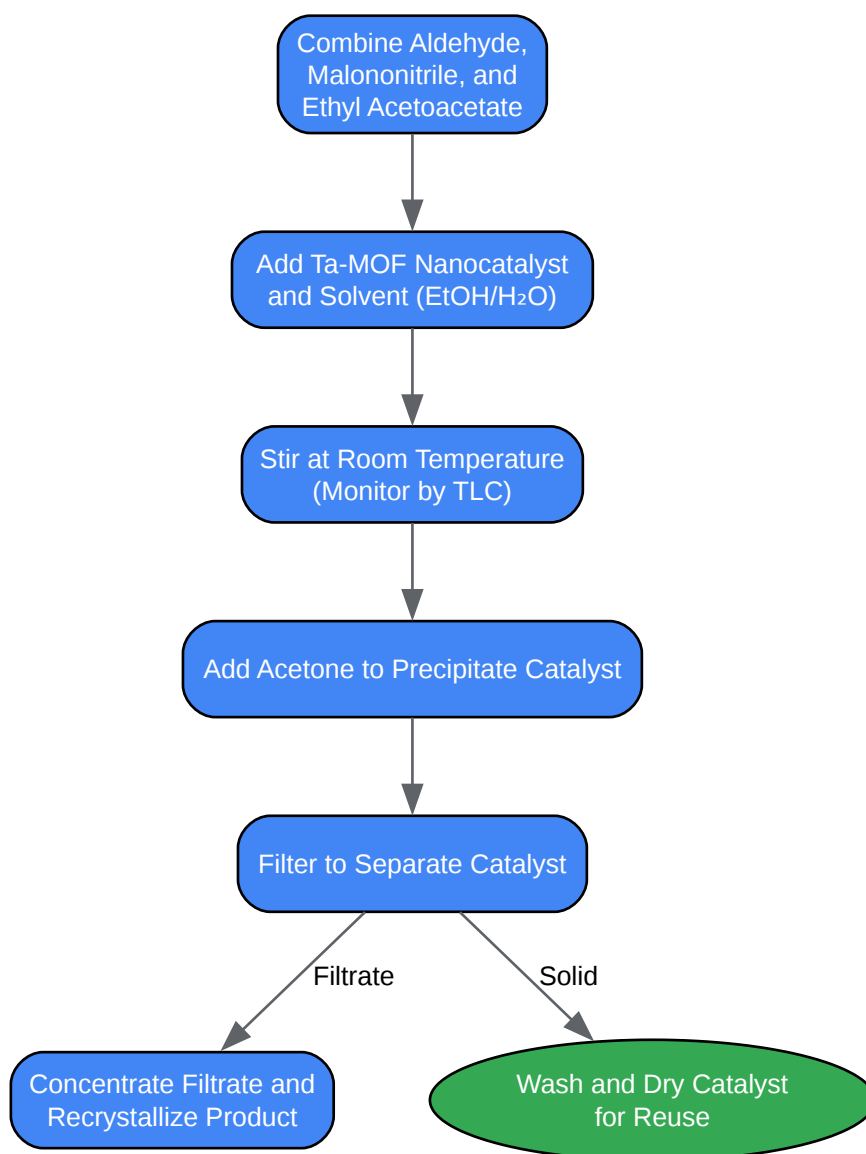 Combine Aldehyde,
Malononitrile, and
Ethyl Acetoacetate
Add Ta-MOF Nanocatalyst
and Solvent (EtOH/H₂O)
Stir at Room Temperature
(Monitor by TLC)
Add Acetone to Precipitate Catalyst
Filter to Separate Catalyst
Filtrate
Solid
Concentrate Filtrate and
Recrystallize Product
Wash and Dry Catalyst
for Reuse